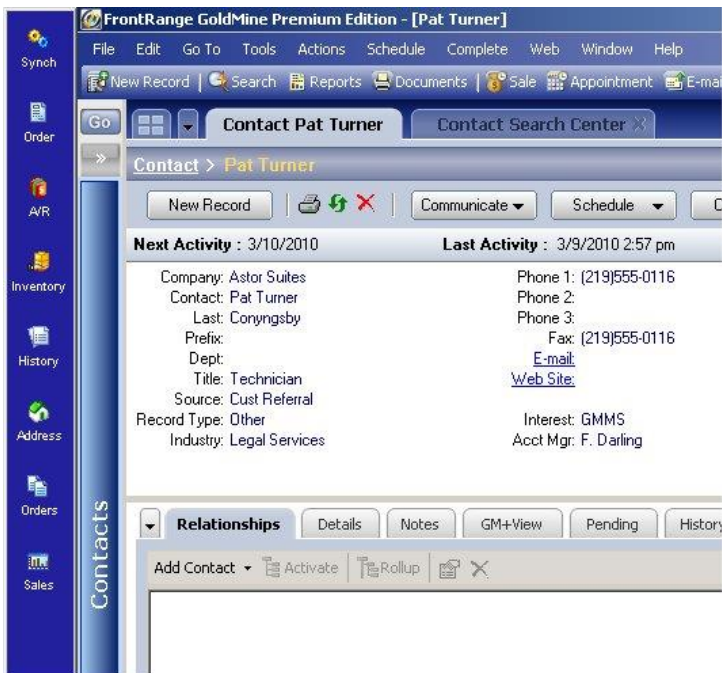 FrontRange GoldMine Premium Edition - [Pat Turner]
File Edit Go To Tools Actions Schedule Complete Web Window Help
New Record | Search Reports Documents | Sale Appointment E-mai
Synch
Order
A/R
Inventory
History
Address
Orders
Sales
Go
»
Contacts
Contact Pat Turner Contact Search Center
Contact > Pat Turner
New Record Communicate Schedule C
Next Activity : 3/10/2010 Last Activity : 3/9/2010 2:57 pm
Company: Astor Suites Phone 1: (219)555-0116
Contact: Pat Turner Phone 2:
Last: Conyngsby Phone 3:
Prefix: Fax: (219)555-0116
Dept: E-mail:
Title: Technician Web Site:
Source: Cust Referral
Record Type: Other Interest: GMMS
Industry: Legal Services Acct Mgr: F. Darling
Relationships Details Notes GM+View Pending History
Add Contact Activate Rollup